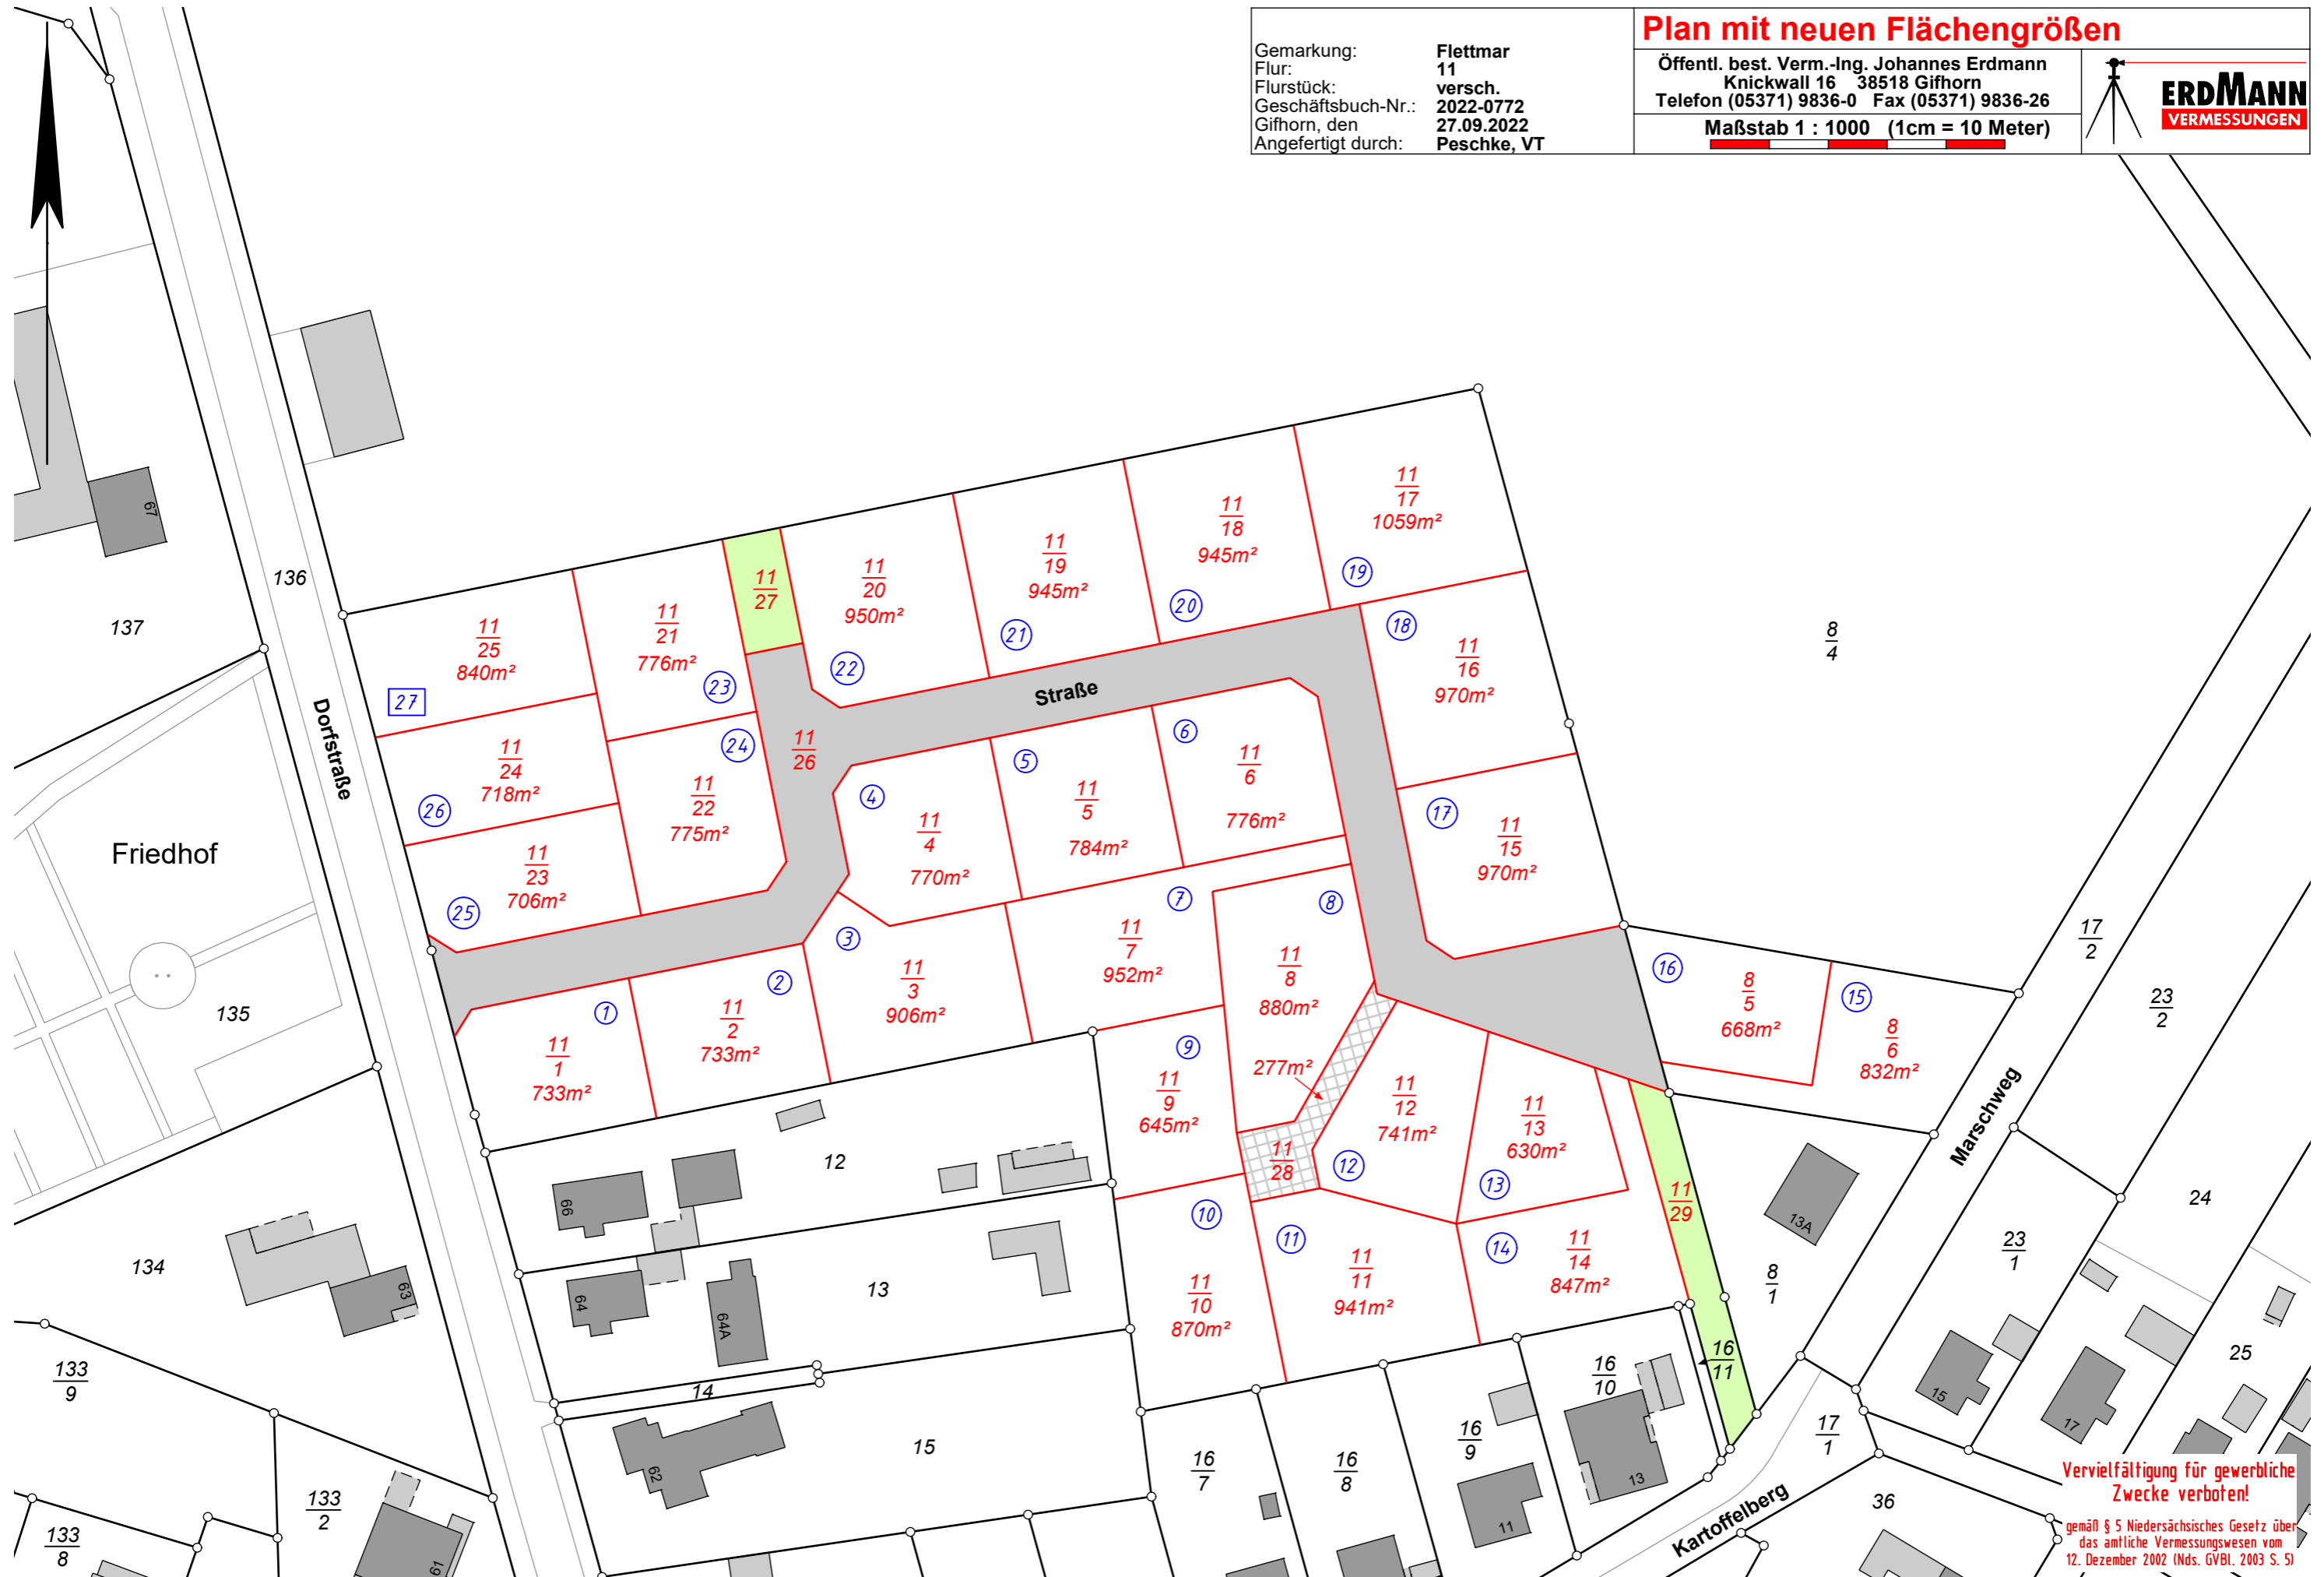 Plan mit neuen Flächengrößen
Gemarkung: Flettmar
Flur: 11
Flurstück: versch.
Geschäftsbuch-Nr.: 2022-0772
Gifhorn, den 27.09.2022
Angefertigt durch: Peschke, VT
Öffentl. best. Verm.-Ing. Johannes Erdmann
Knickwall 16 38518 Gifhorn
Telefon (05371) 9836-0 Fax (05371) 9836-26
Maßstab 1 : 1000 (1cm = 10 Meter)
ERDMANN
VERMESSUNGEN
67
136
137
Dorfstraße
Friedhof
135
134
63
133
9
133
2
133
8
61
11
17
1059m²
19
11
18
945m²
20
11
19
945m²
21
11
20
950m²
22
11
27
11
21
776m²
23
11
25
840m²
27
11
24
718m²
26
11
22
775m²
24
11
23
706m²
25
11
26
Straße
18
11
16
970m²
17
11
15
970m²
4
11
4
770m²
5
11
5
784m²
6
11
6
776m²
8
4
7
11
7
952m²
8
11
8
880m²
3
11
3
906m²
2
11
2
733m²
1
11
1
733m²
16
8
5
668m²
15
8
6
832m²
9
11
9
645m²
277m²
11
28
11
12
741m²
12
11
13
630m²
13
10
11
10
870m²
11
11
11
941m²
14
11
14
847m²
11
29
17
2
23
2
Marschweg
24
23
1
13A
8
1
25
15
17
12
66
13
64
64A
14
15
62
16
7
16
8
16
9
11
16
10
13
16
11
17
1
36
Kartoffelberg
Vervielfältigung für gewerbliche
Zwecke verboten!
gemäß § 5 Niedersächsisches Gesetz über
das amtliche Vermessungswesen vom
12. Dezember 2002 (Nds. GVBl. 2003 S. 5)